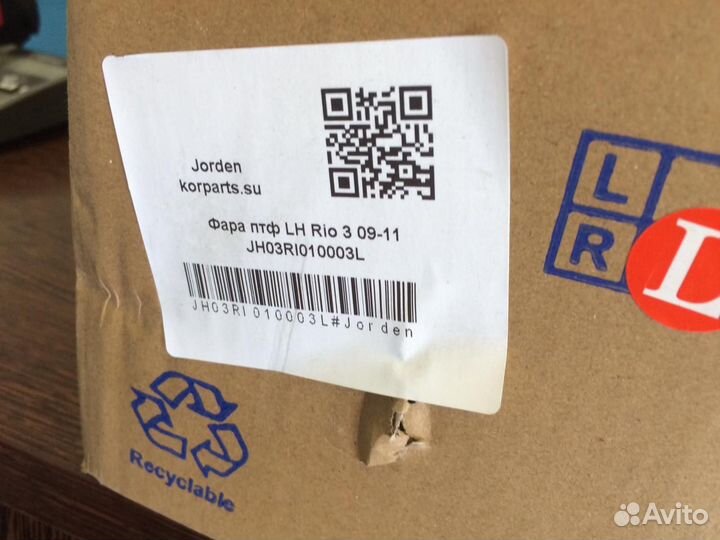 Jorden
korparts.su
Фара птф LH Rio 3 09-11
JH03RI010003L
JH03RI010003L#Jorden
L
R
L
Recyclable
Avito